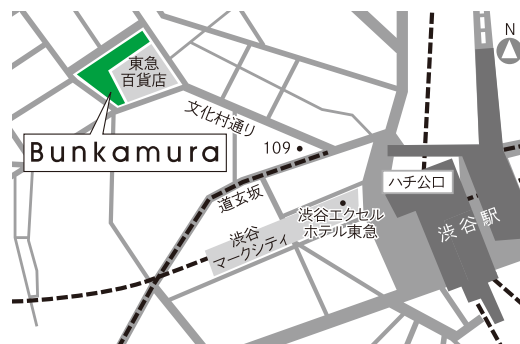 N
東急
百貨店
文化村通り
Bunkamura
109
ハチ公口
道玄坂
渋谷エクセル
ホテル東急
渋谷駅
渋谷
マークシティ